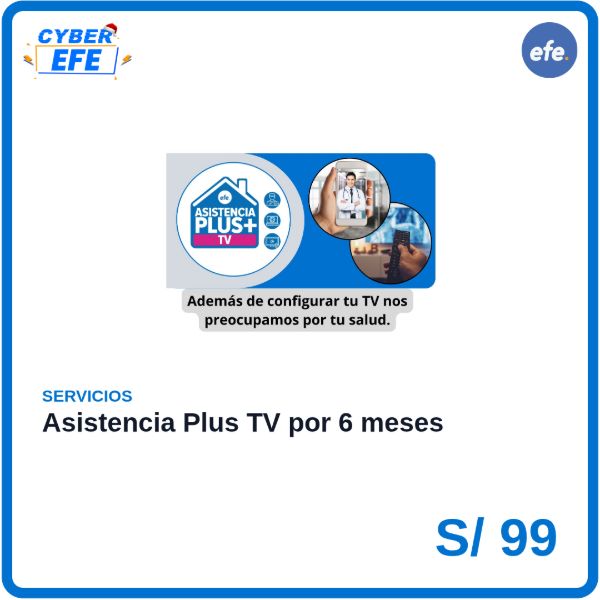 CYBER
EFE
efe.
efe
ASISTENCIA
PLUS+
TV
Además de configurar tu TV nos
preocupamos por tu salud.
SERVICIOS
Asistencia Plus TV por 6 meses
S/ 99